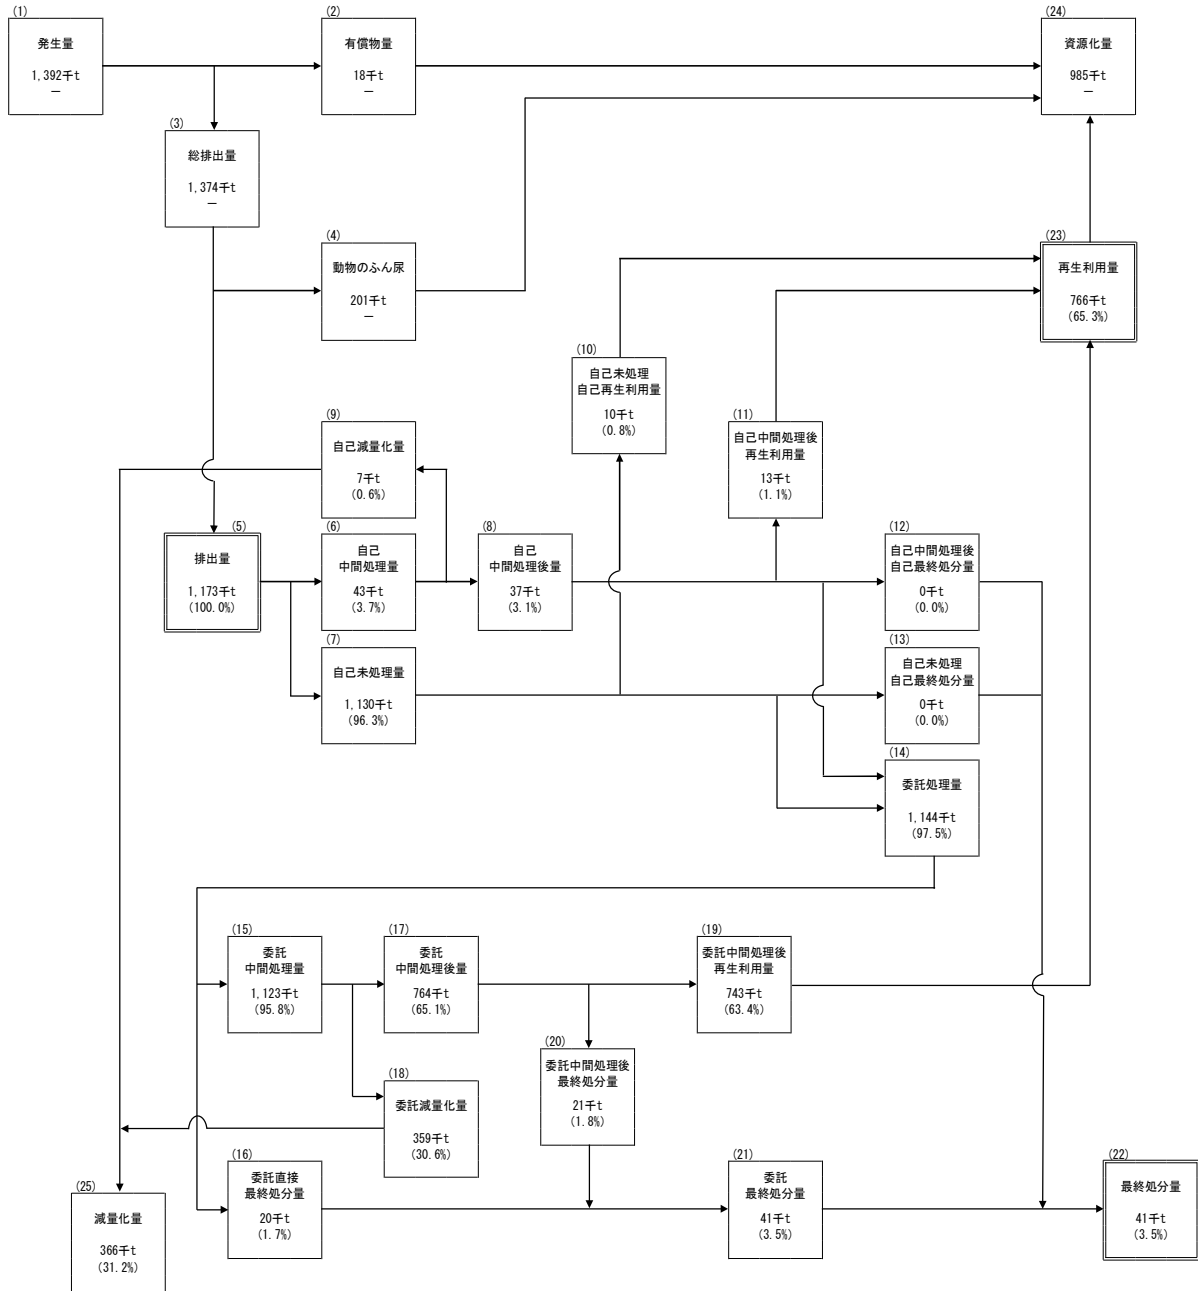 (1)
発生量
1,392千t
―
(2)
有償物量
18千t
―
(24)
資源化量
985千t
―
(3)
総排出量
1,374千t
―
(4)
動物のふん尿
201千t
―
(23)
再生利用量
766千t
(65.3%)
(10)
自己未処理
自己再生利用量
10千t
(0.8%)
(11)
自己中間処理後
再生利用量
13千t
(1.1%)
(9)
自己減量化量
7千t
(0.6%)
(5)
排出量
1,173千t
(100.0%)
(6)
自己
中間処理量
43千t
(3.7%)
(8)
自己
中間処理後量
37千t
(3.1%)
(12)
自己中間処理後
自己最終処分量
0千t
(0.0%)
(7)
自己未処理量
1,130千t
(96.3%)
(13)
自己未処理
自己最終処分量
0千t
(0.0%)
(14)
委託処理量
1,144千t
(97.5%)
(15)
委託
中間処理量
1,123千t
(95.8%)
(17)
委託
中間処理後量
764千t
(65.1%)
(19)
委託中間処理後
再生利用量
743千t
(63.4%)
(20)
委託中間処理後
最終処分量
21千t
(1.8%)
(18)
委託減量化量
359千t
(30.6%)
(16)
委託直接
最終処分量
20千t
(1.7%)
(21)
委託
最終処分量
41千t
(3.5%)
(22)
最終処分量
41千t
(3.5%)
(25)
減量化量
366千t
(31.2%)